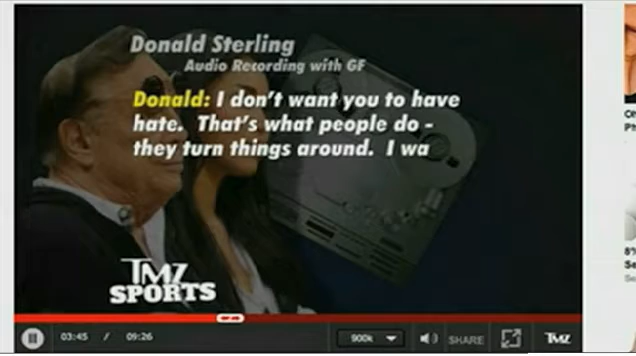 Donald Sterling
Audio Recording with GF
Donald: I don't want you to have
hate. That's what people do -
they turn things around. I wa
TMZ
SPORTS
03:45 / 09:26
900k
SHARE
TMZ